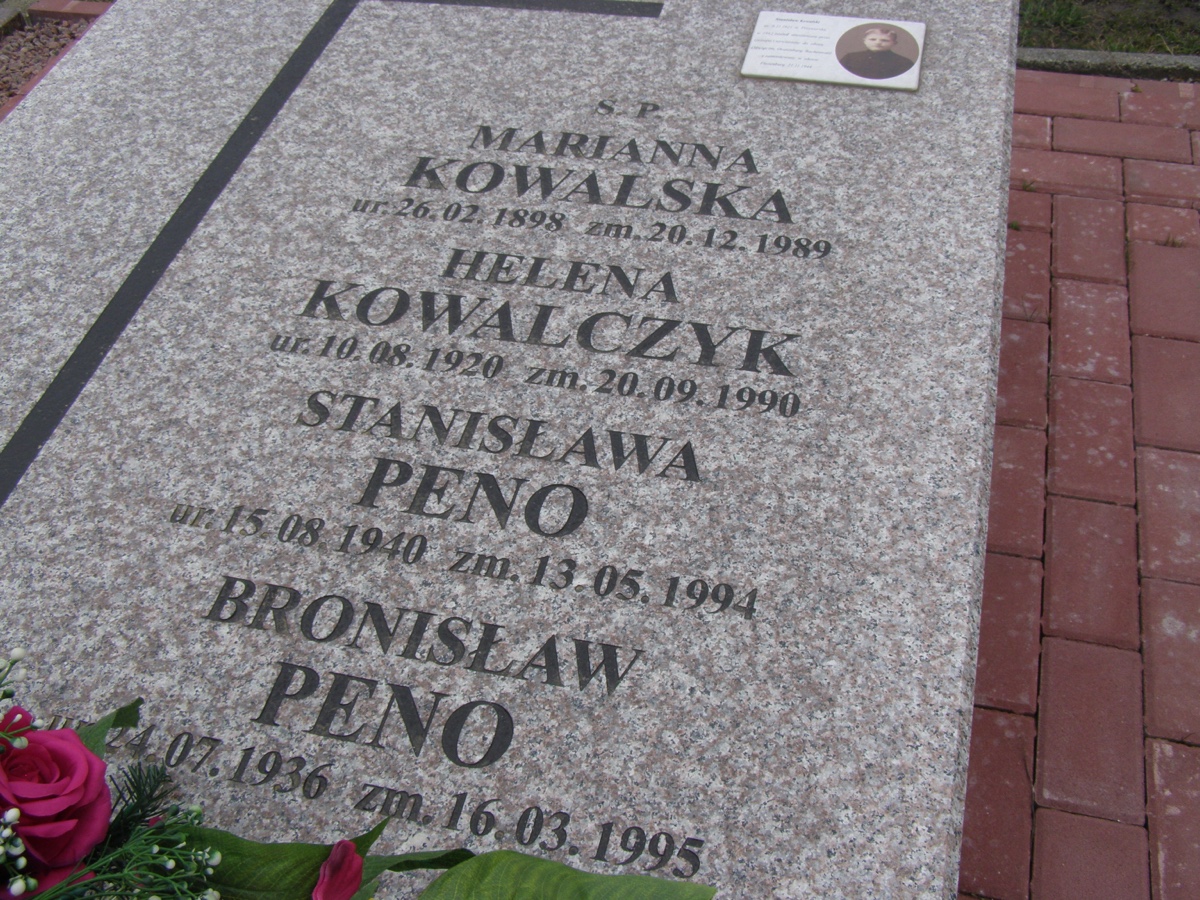 Ś. P.
MARIANNA
KOWALSKA
ur. 26. 02. 1898 zm. 20. 12. 1989
HELENA
KOWALCZYK
ur. 10. 08. 1920 zm. 20. 09. 1990
STANISŁAWA
PENO
ur. 15. 08. 1940 zm. 13. 05. 1994
BRONISŁAW
PENO
24. 07. 1936 zm. 16. 03. 1995